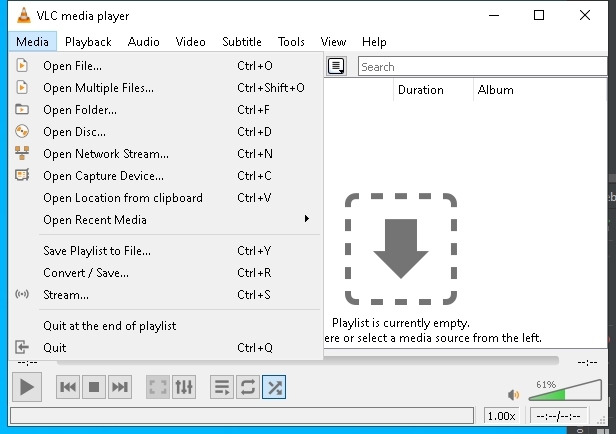 VLC media player
Media Playback Audio Video Subtitle Tools View Help
Open File... Ctrl+O
Open Multiple Files... Ctrl+Shift+O
Open Folder... Ctrl+F
Open Disc... Ctrl+D
Open Network Stream... Ctrl+N
Open Capture Device... Ctrl+C
Open Location from clipboard Ctrl+V
Open Recent Media
Save Playlist to File... Ctrl+Y
Convert / Save... Ctrl+R
Stream... Ctrl+S
Quit at the end of playlist
Quit Ctrl+Q
Search
Duration Album
Playlist is currently empty.
ere or select a media source from the left.
--:-- --:--
61%
1.00x --:--/--:--